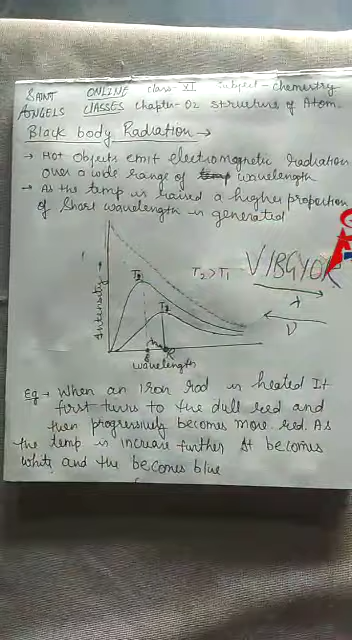 SAINT ONLINE class- XI Subject - chemistry
ANGELS CLASSES chapter-02 structure of Atom.
Black body Radiation →
→ Hot Objects emit electromagnetic radiation
over a wide range of temp wavelength
→ As the temp is raised a higher proportion
of short wavelength is generated
T2 > T1
VIBGYOR
λ
ν
T2
T1
Intensity →
B
R
wavelength
Eg → When an Iron rod is heated It
first turns to the dull red and
then progressively becomes more red. As
the temp is increase further It becomes
white and the becomes blue